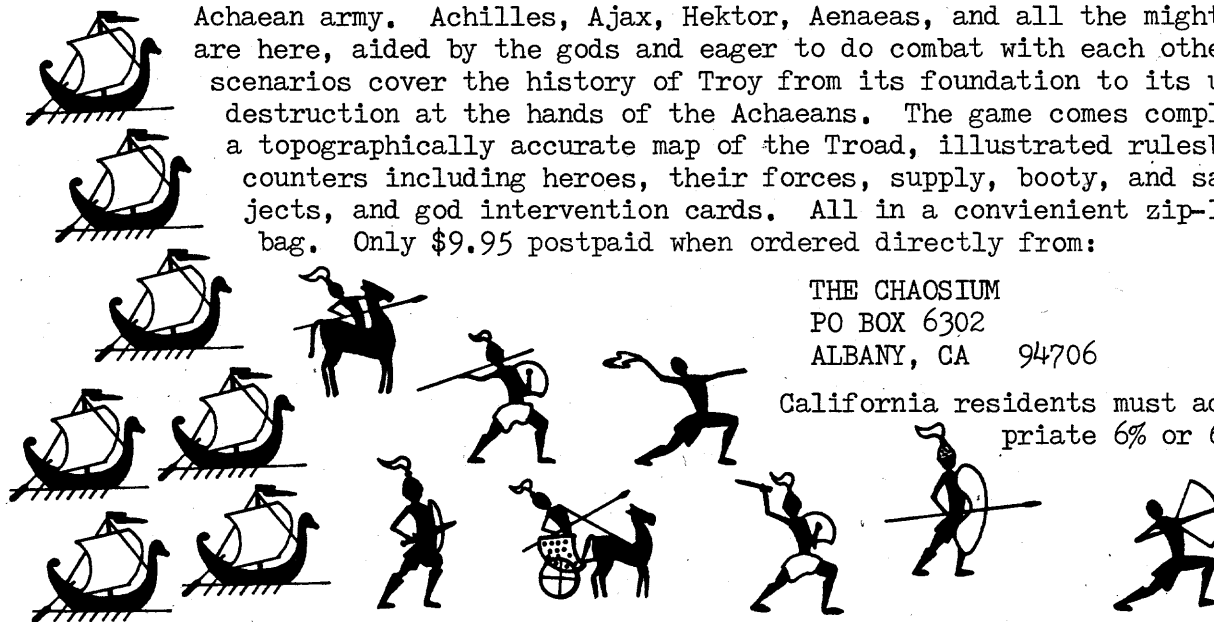 Achaean army. Achilles, Ajax, Hektor, Aenaeas, and all the might
are here, aided by the gods and eager to do combat with each othe
scenarios cover the history of Troy from its foundation to its u
destruction at the hands of the Achaeans. The game comes compl
a topographically accurate map of the Troad, illustrated rulesb
counters including heroes, their forces, supply, booty, and sa
jects, and god intervention cards. All in a convienient zip-l
bag. Only $9.95 postpaid when ordered directly from:
THE CHAOSIUM
PO BOX 6302
ALBANY, CA 94706
California residents must ad
priate 6% or 6